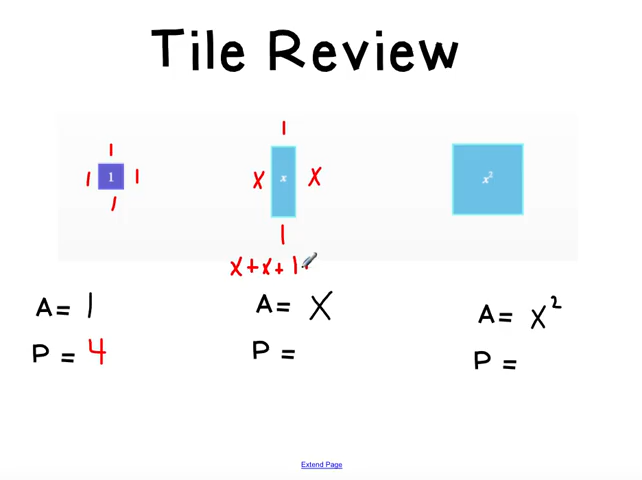 Tile Review
1
1 1 1
1
1
x x x
1
x+x+1
A= 1
P = 4
A= x
P =
x²
A= x²
P =
Extend Page